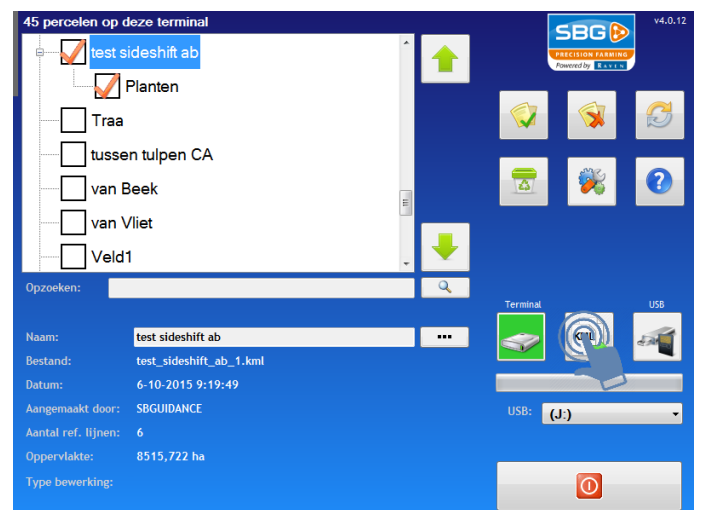 45 percelen op deze terminal
v4.0.12
SBG
PRECISION FARMING
Powered by RAVEN
test sideshift ab
Planten
Traa
tussen tulpen CA
van Beek
van Vliet
Veld1
Opzoeken:
Terminal
USB
KML
Naam: test sideshift ab
Bestand: test_sideshift_ab_1.kml
Datum: 6-10-2015 9:19:49
Aangemaakt door: SBGUIDANCE
USB: (J:)
Aantal ref. lijnen: 6
Oppervlakte: 8515,722 ha
Type bewerking: